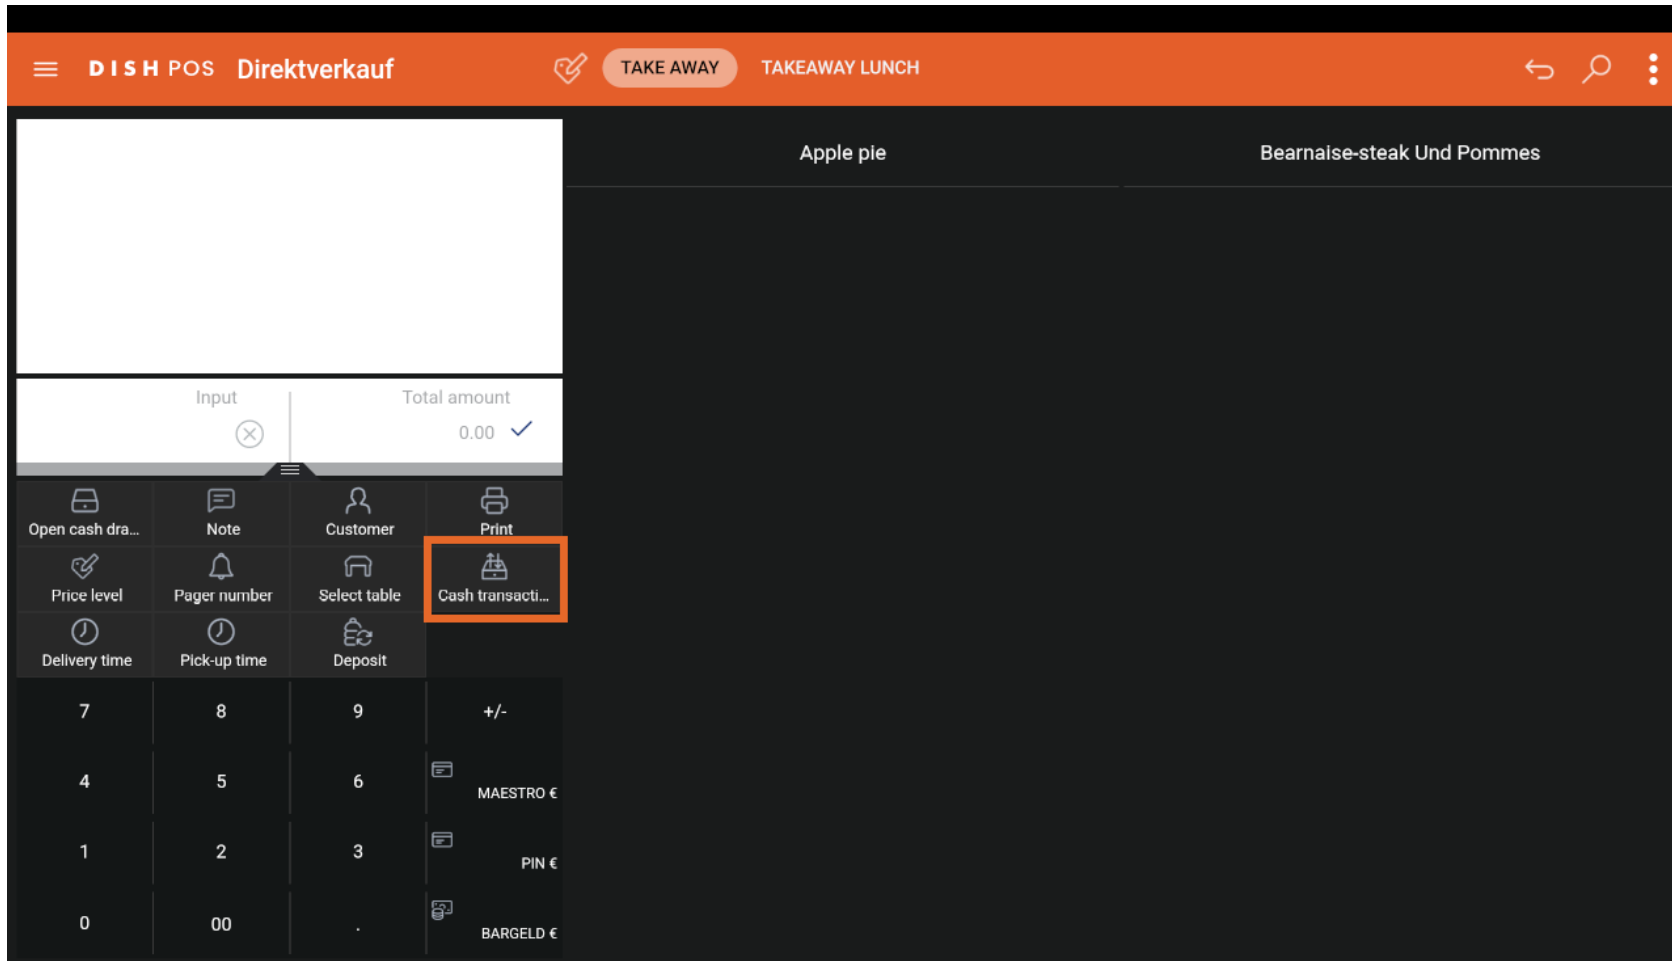 DISH POS Direktverkauf TAKE AWAY TAKEAWAY LUNCH
Apple pie Bearnaise-steak Und Pommes
Input Total amount
0.00
Open cash dra... Note Customer Print
Price level Pager number Select table Cash transacti...
Delivery time Pick-up time Deposit
7 8 9 +/-
4 5 6 MAESTRO €
1 2 3 PIN €
0 00 . BARGELD €